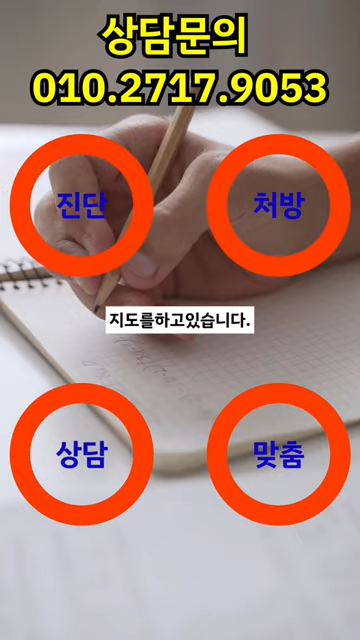 상담문의
010.2717.9053
진단
처방
지도를하고있습니다.
상담
맞춤